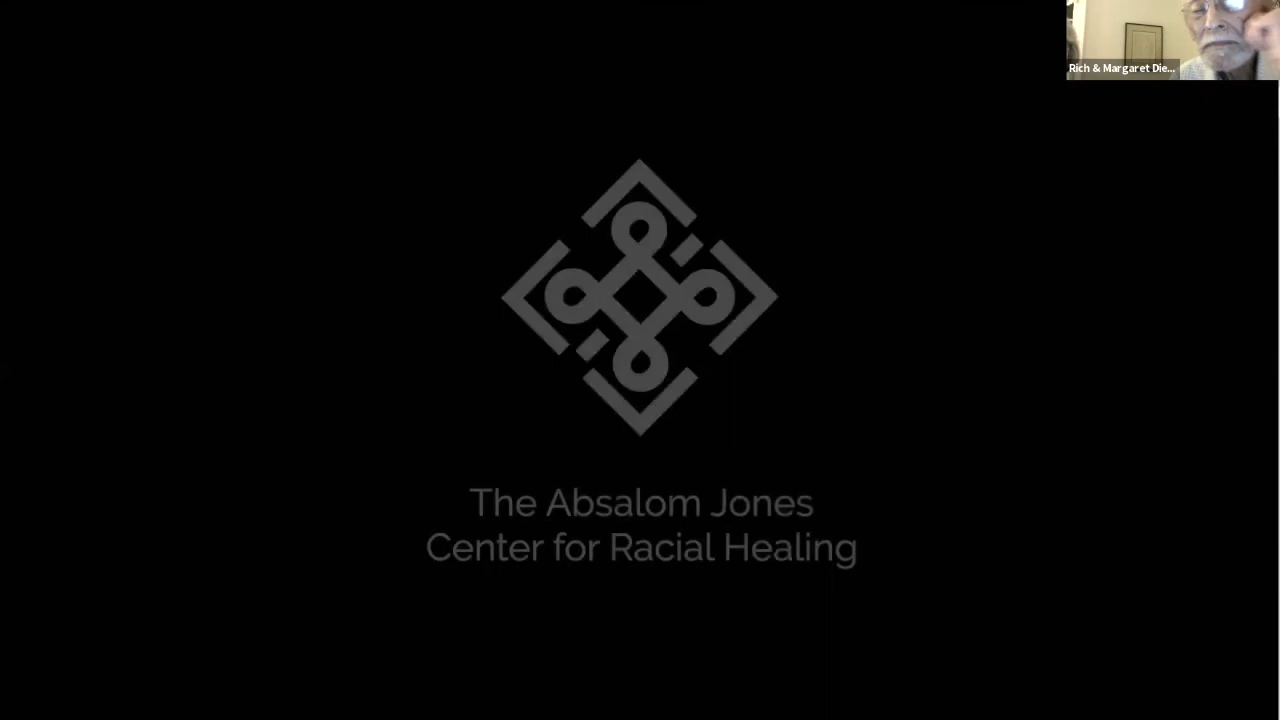 Rich & Margaret Die...
The Absalom Jones
Center for Racial Healing